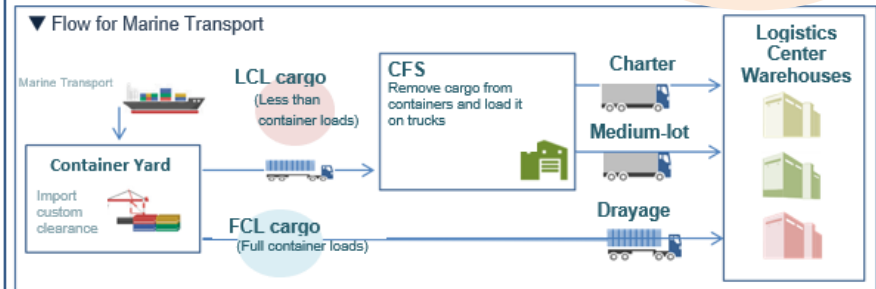 ▼ Flow for Marine Transport
Marine Transport
Container Yard
Import
custom
clearance
LCL cargo
(Less than
container loads)
FCL cargo
(Full container loads)
CFS
Remove cargo from
containers and load it
on trucks
Charter
Medium-lot
Drayage
Logistics
Center
Warehouses